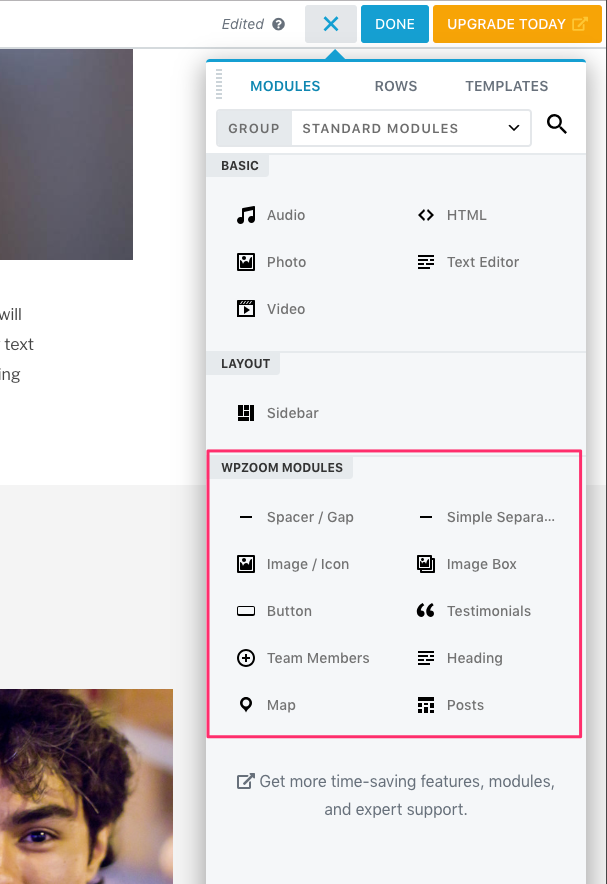 Edited
DONE
UPGRADE TODAY
MODULES ROWS TEMPLATES
GROUP STANDARD MODULES
BASIC
Audio HTML
Photo Text Editor
Video
will
text
ing
LAYOUT
Sidebar
WPZOOM MODULES
Spacer / Gap Simple Separa...
Image / Icon Image Box
Button Testimonials
Team Members Heading
Map Posts
Get more time-saving features, modules,
and expert support.